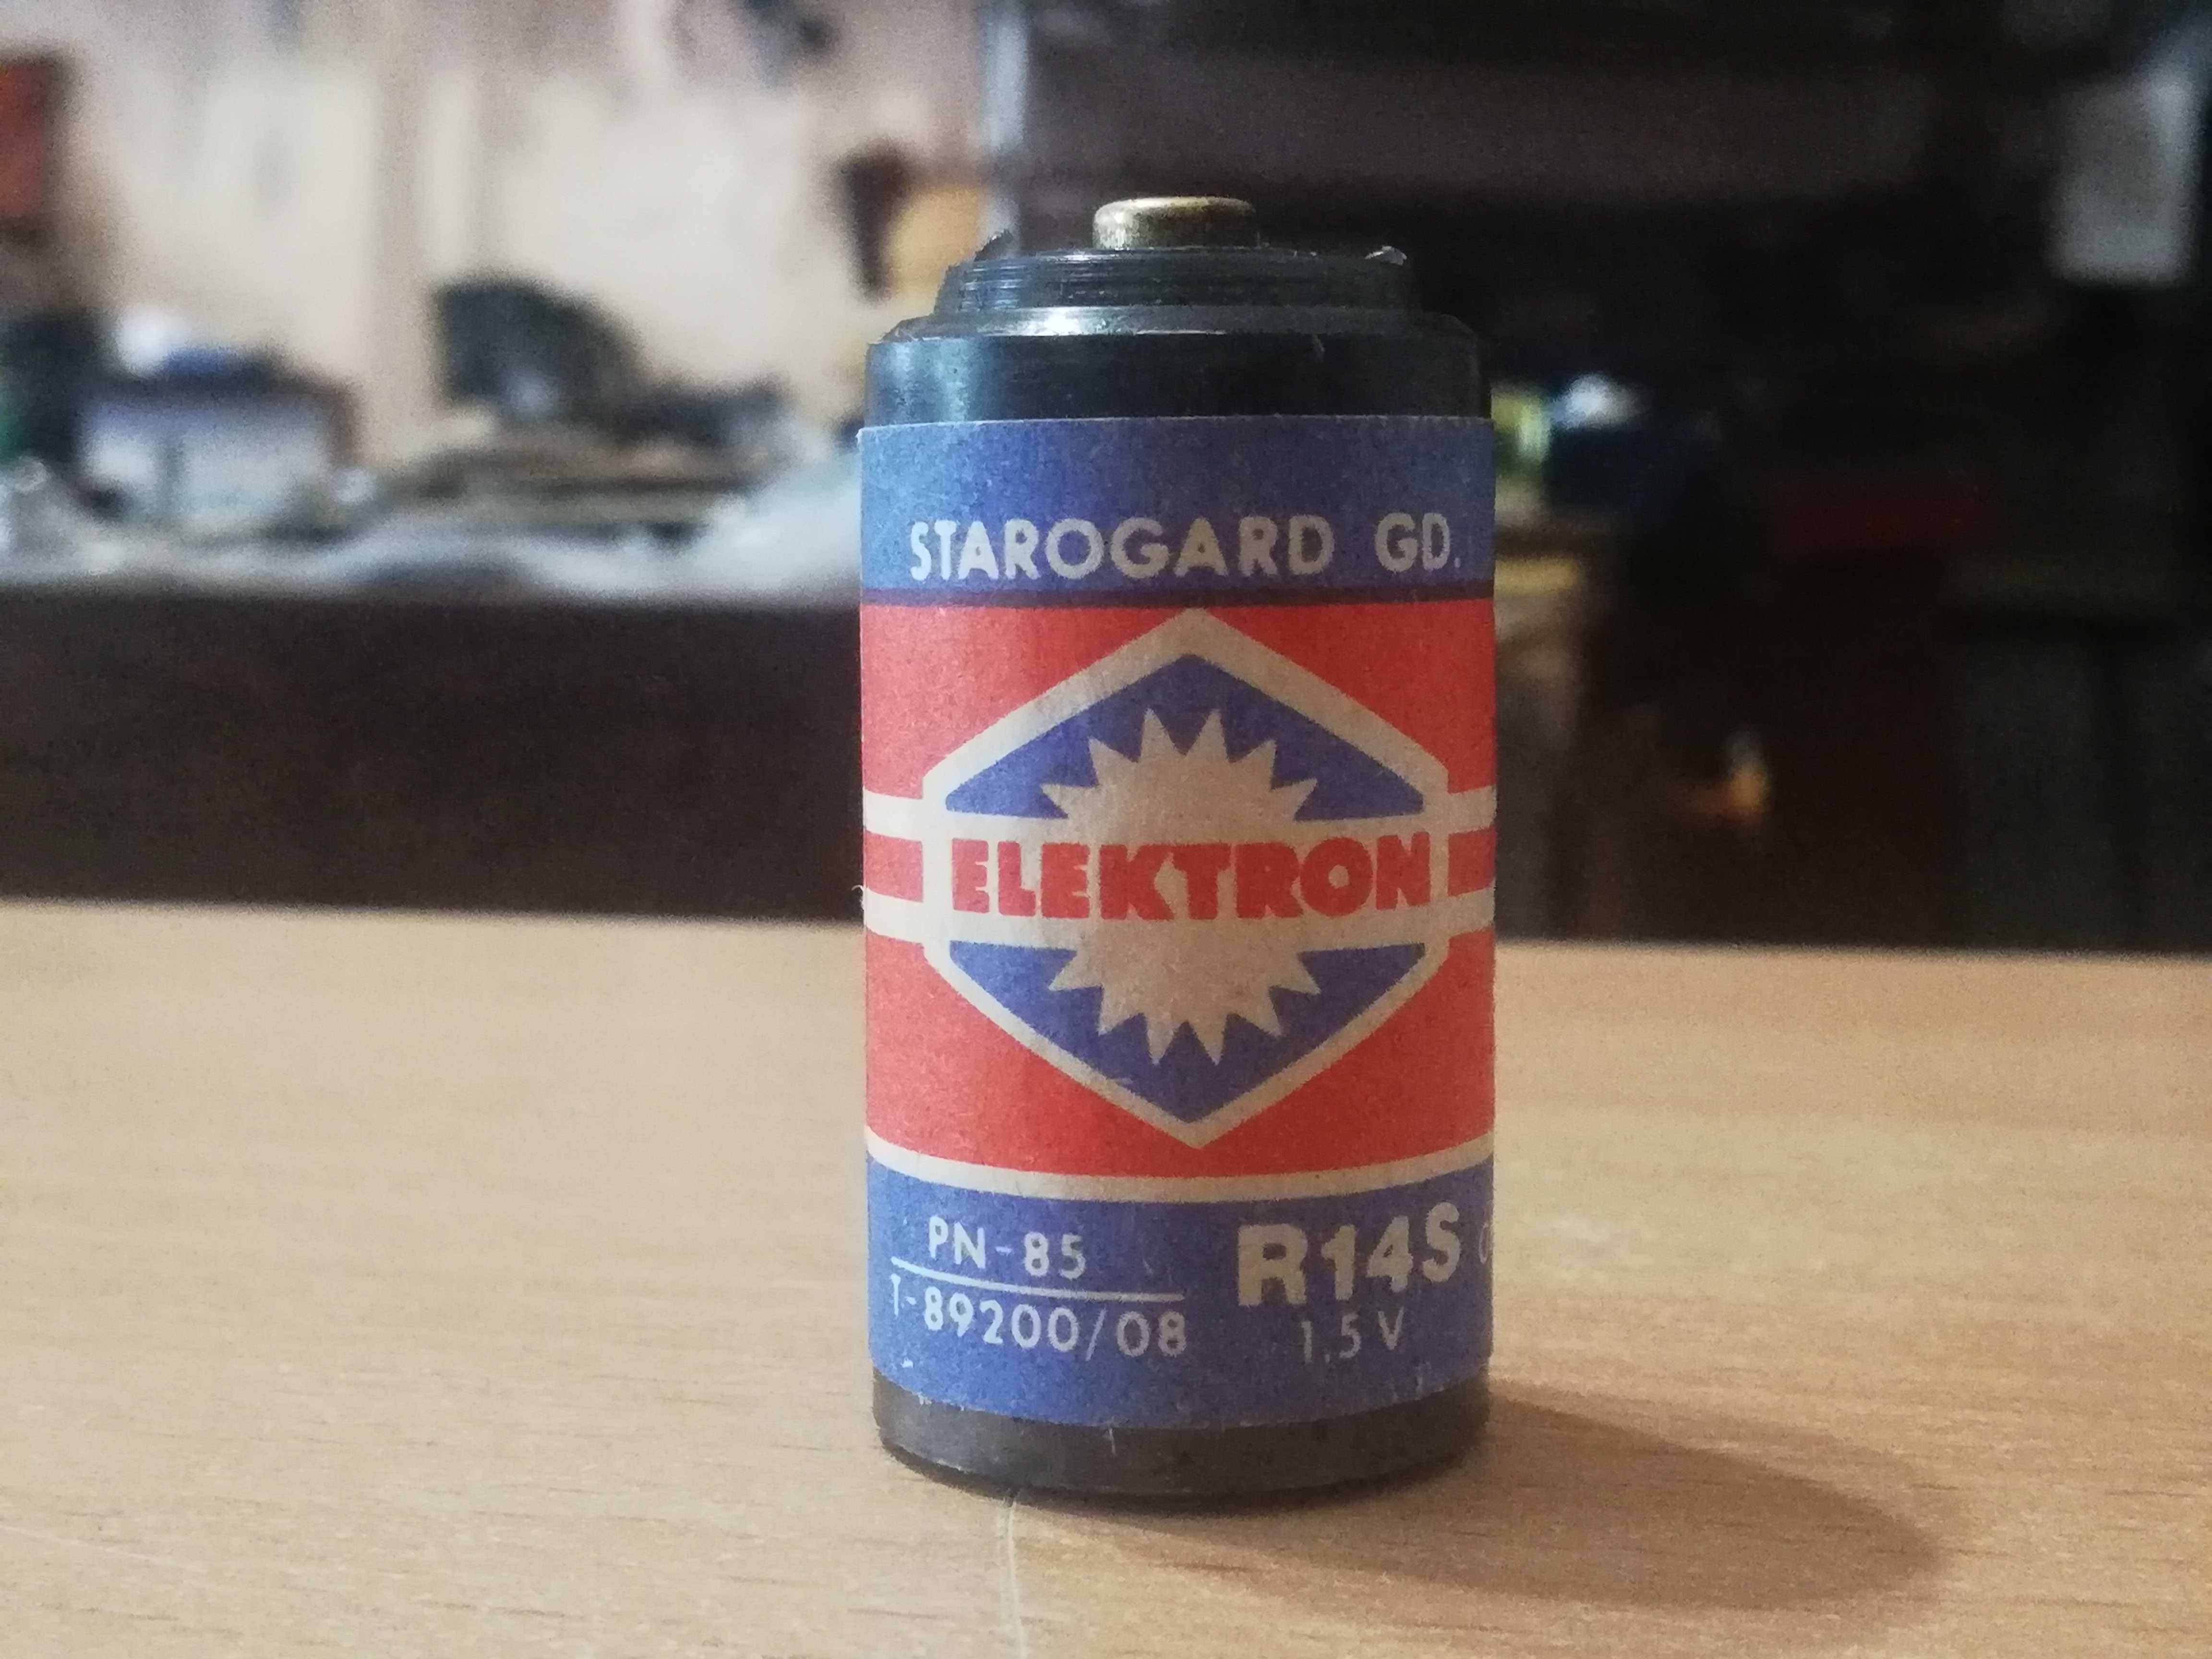 STAROGARD GD.
ELEKTRON
PN-85
T-89200/08
R14S
1,5 V